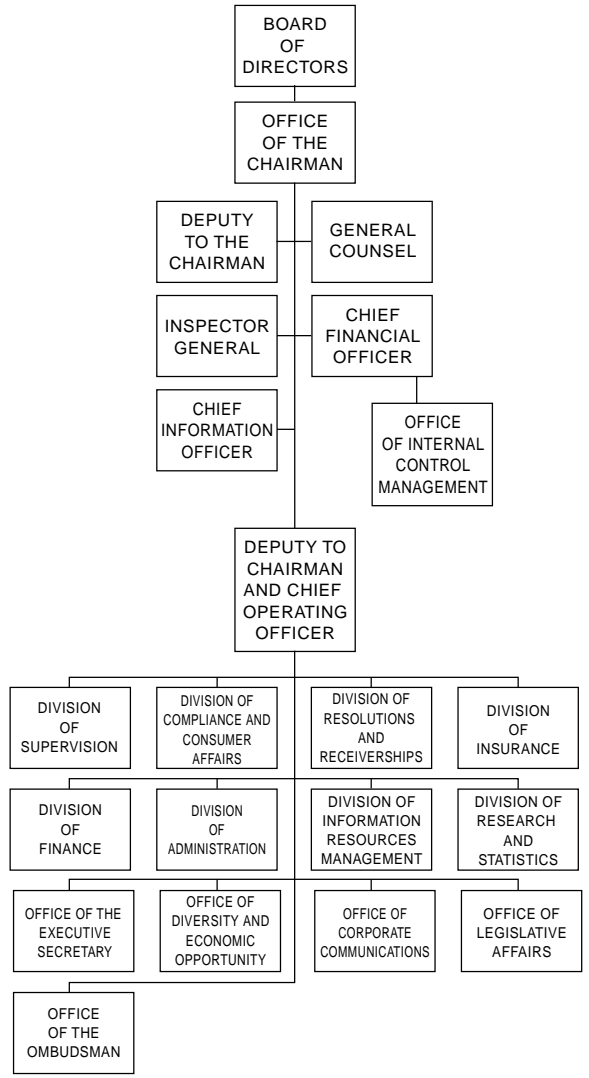 BOARD
OF
DIRECTORS
OFFICE
OF THE
CHAIRMAN
DEPUTY
TO THE
CHAIRMAN
GENERAL
COUNSEL
INSPECTOR
GENERAL
CHIEF
FINANCIAL
OFFICER
CHIEF
INFORMATION
OFFICER
OFFICE
OF INTERNAL
CONTROL
MANAGEMENT
DEPUTY TO
CHAIRMAN
AND CHIEF
OPERATING
OFFICER
DIVISION
OF
SUPERVISION
DIVISION OF
COMPLIANCE AND
CONSUMER
AFFAIRS
DIVISION OF
RESOLUTIONS
AND
RECEIVERSHIPS
DIVISION
OF
INSURANCE
DIVISION
OF
FINANCE
DIVISION
OF
ADMINISTRATION
DIVISION OF
INFORMATION
RESOURCES
MANAGEMENT
DIVISION OF
RESEARCH
AND
STATISTICS
OFFICE OF THE
EXECUTIVE
SECRETARY
OFFICE OF
DIVERSITY AND
ECONOMIC
OPPORTUNITY
OFFICE OF
CORPORATE
COMMUNICATIONS
OFFICE OF
LEGISLATIVE
AFFAIRS
OFFICE
OF THE
OMBUDSMAN